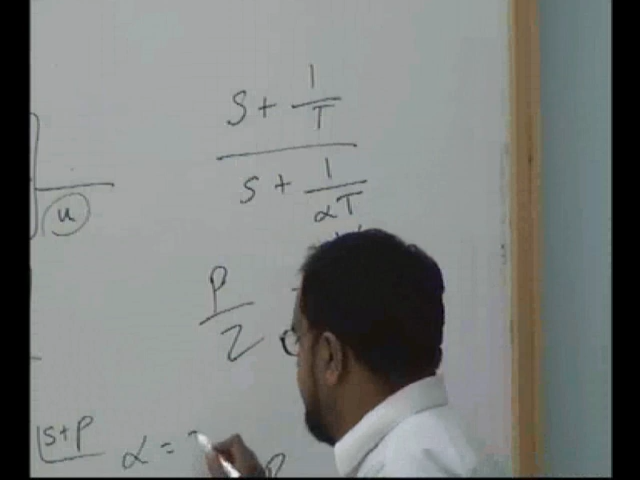 s + 1/T
s + 1/αT
u
P/Z
s+p
α =
p